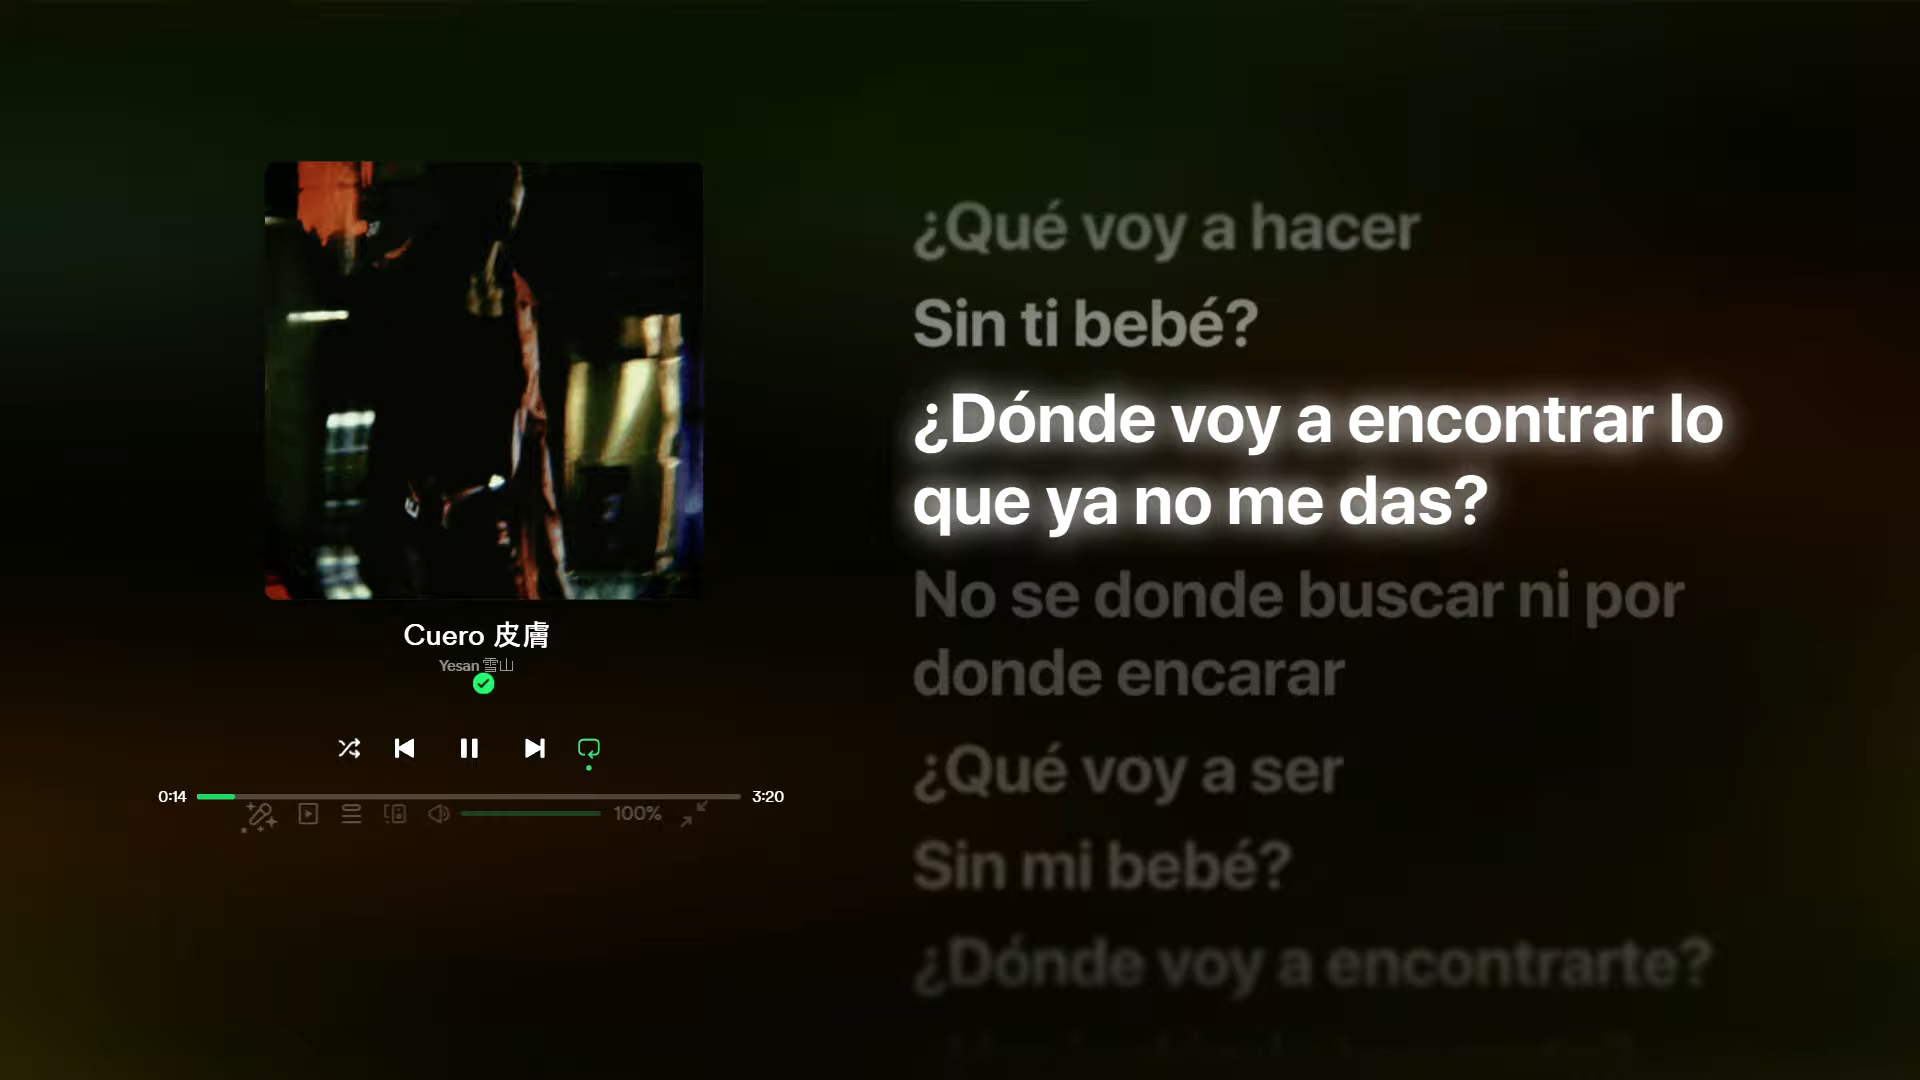 Cuero 皮膚
Yesan 雪山
0:14
3:20
100%
¿Qué voy a hacer
Sin ti bebé?
¿Dónde voy a encontrar lo
que ya no me das?
No se donde buscar ni por
donde encarar
¿Qué voy a ser
Sin mi bebé?
¿Dónde voy a encontrarte?